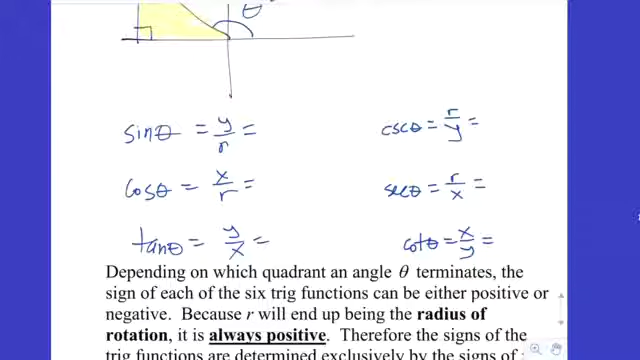 θ
sinθ = y/r = cscθ = r/y =
cosθ = x/r = secθ = r/x =
tanθ = y/x = cotθ = x/y =
Depending on which quadrant an angle θ terminates, the
sign of each of the six trig functions can be either positive or
negative. Because r will end up being the radius of
rotation, it is always positive. Therefore the signs of the
trig functions are determined exclusively by the signs of